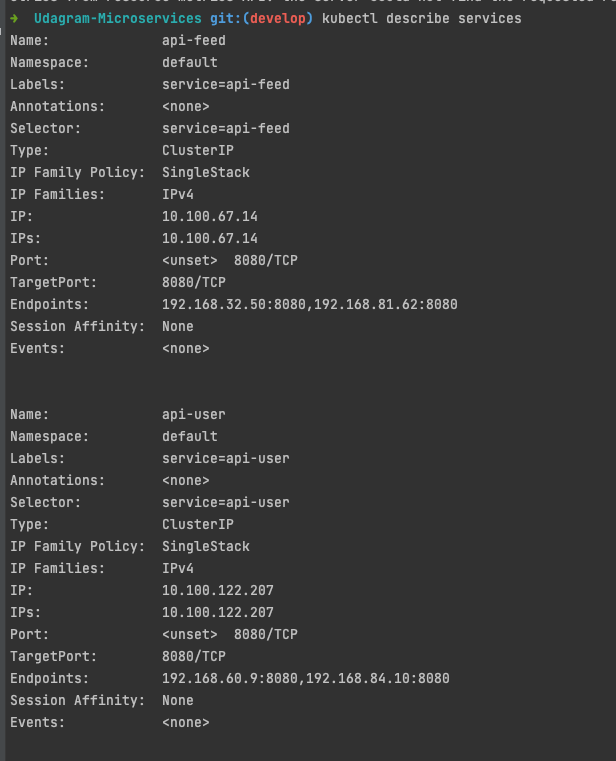 ➜ Udagram-Microservices git:(develop) kubectl describe services
Name: api-feed
Namespace: default
Labels: service=api-feed
Annotations: <none>
Selector: service=api-feed
Type: ClusterIP
IP Family Policy: SingleStack
IP Families: IPv4
IP: 10.100.67.14
IPs: 10.100.67.14
Port: <unset> 8080/TCP
TargetPort: 8080/TCP
Endpoints: 192.168.32.50:8080,192.168.81.62:8080
Session Affinity: None
Events: <none>
Name: api-user
Namespace: default
Labels: service=api-user
Annotations: <none>
Selector: service=api-user
Type: ClusterIP
IP Family Policy: SingleStack
IP Families: IPv4
IP: 10.100.122.207
IPs: 10.100.122.207
Port: <unset> 8080/TCP
TargetPort: 8080/TCP
Endpoints: 192.168.60.9:8080,192.168.84.10:8080
Session Affinity: None
Events: <none>